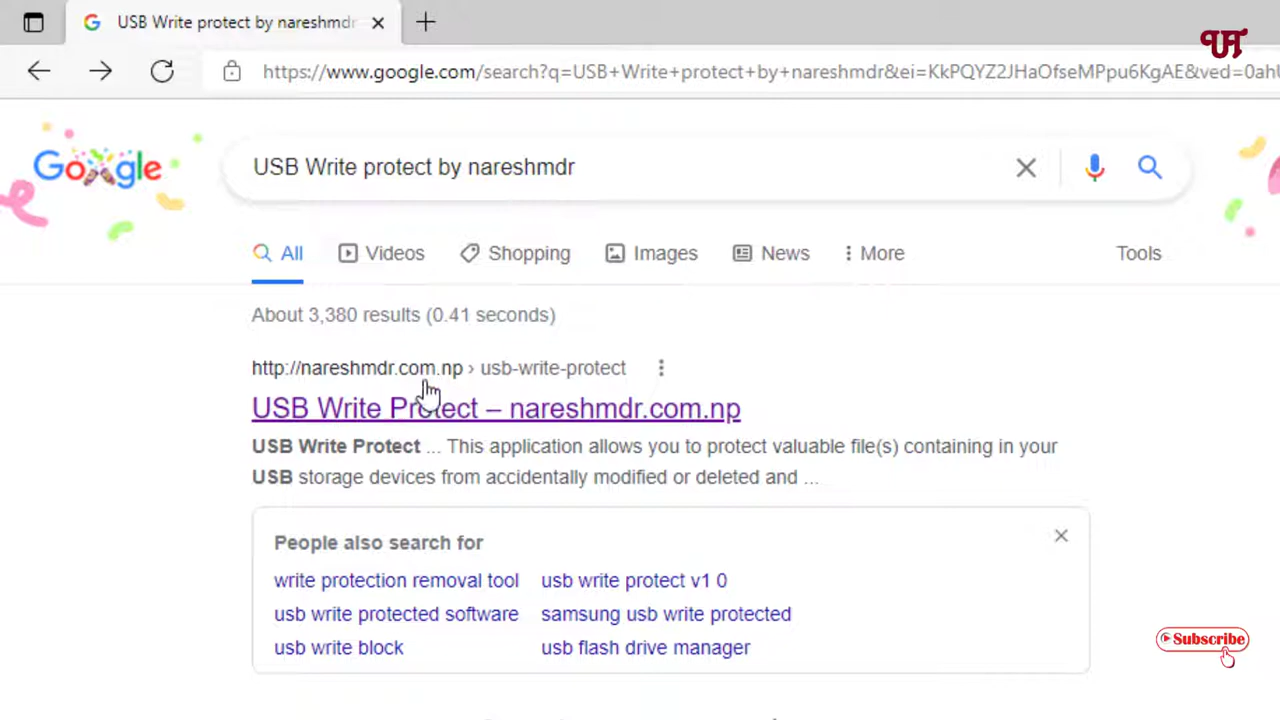 USB Write protect by nareshmdr
https://www.google.com/search?q=USB+Write+protect+by+nareshmdr&ei=KkPQYZ2JHaOfseMPpu6KgAE&ved=0ahU
Google
USB Write protect by nareshmdr
All Videos Shopping Images News More Tools
About 3,380 results (0.41 seconds)
http://nareshmdr.com.np › usb-write-protect
USB Write Protect – nareshmdr.com.np
USB Write Protect ... This application allows you to protect valuable file(s) containing in your
USB storage devices from accidentally modified or deleted and ...
People also search for
write protection removal tool usb write protect v1 0
usb write protected software samsung usb write protected
usb write block usb flash drive manager
Subscribe